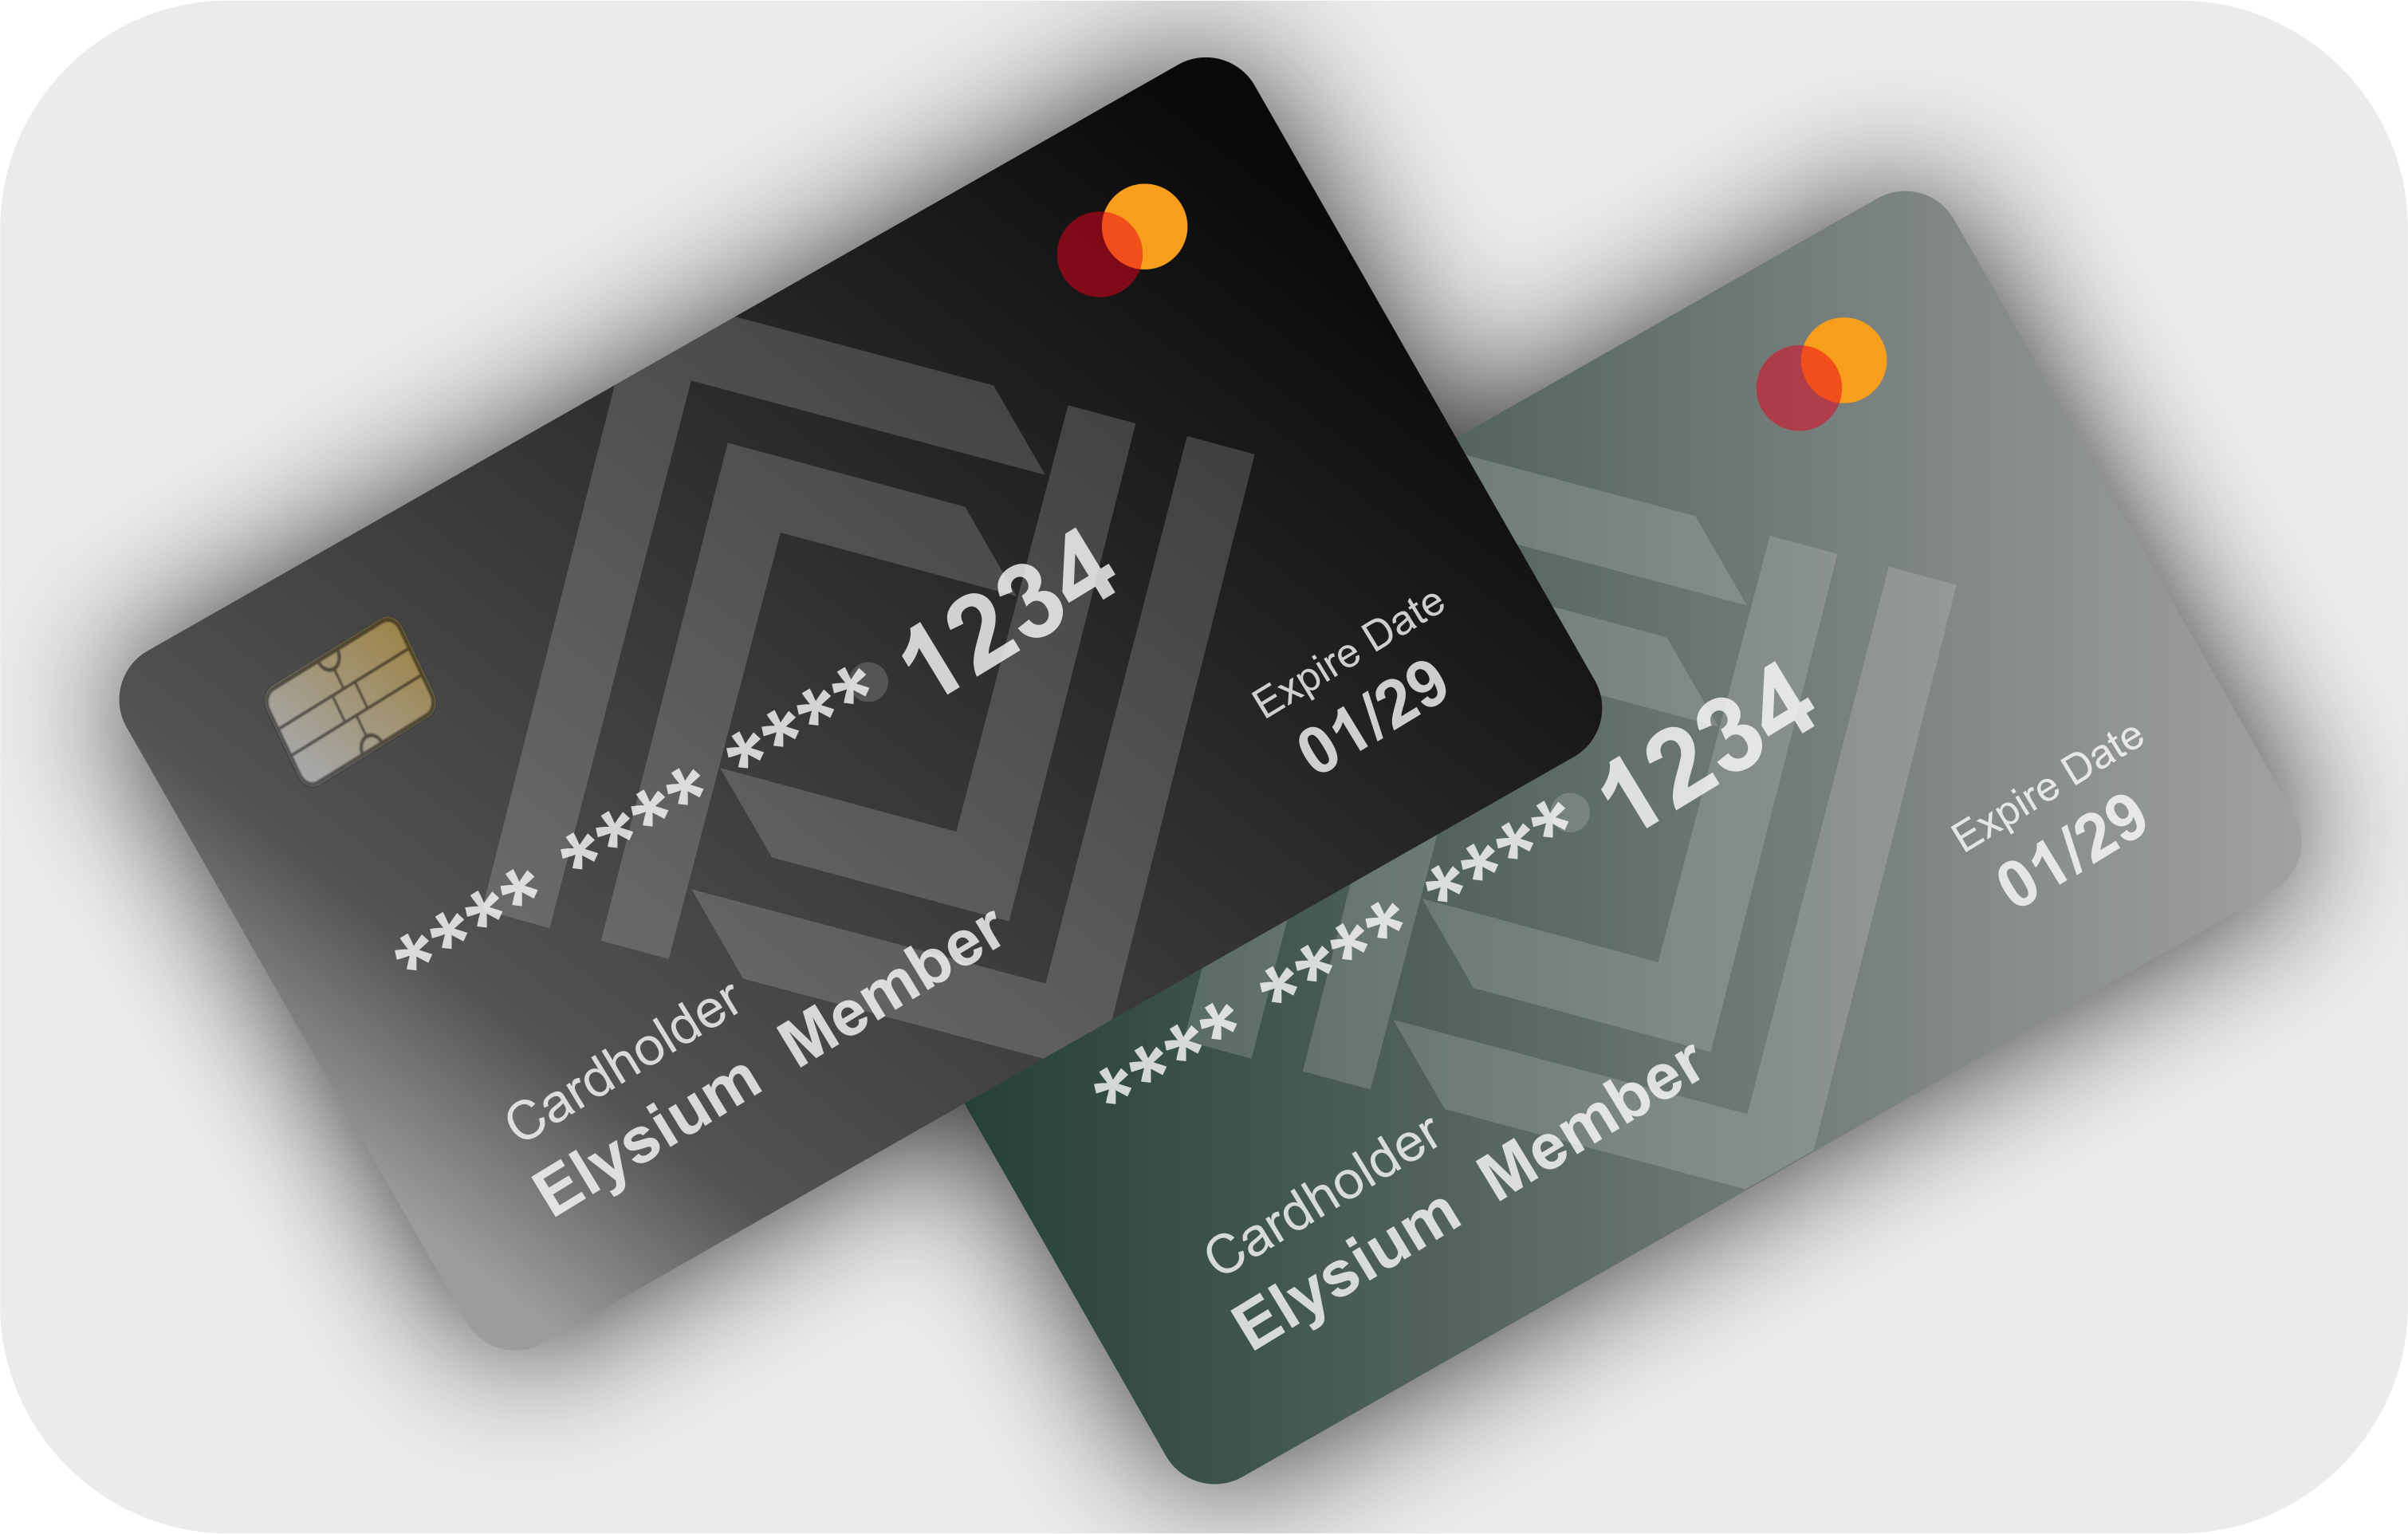 **** **** **** 1234
Expire Date
01/29
Cardholder
Elysium Member
**** **** **** 1234
Expire Date
01/29
Cardholder
Elysium Member